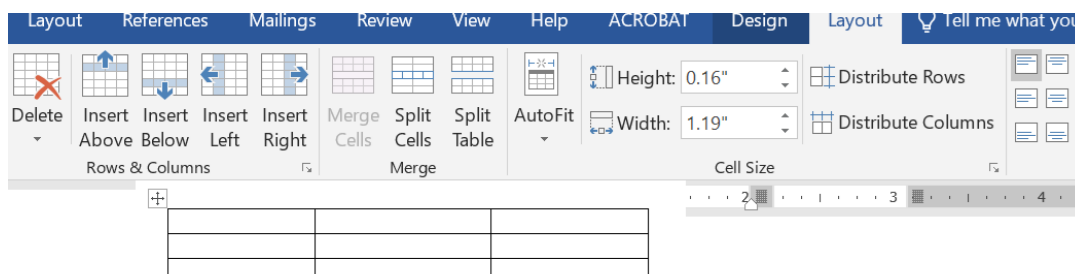 Layout References Mailings Review View Help ACROBAT Design Layout Tell me what you
Delete Insert Above Insert Below Insert Left Insert Right Merge Cells Split Cells Split Table AutoFit
Height: 0.16" Distribute Rows
Width: 1.19" Distribute Columns
Rows & Columns Merge Cell Size
2 3 4